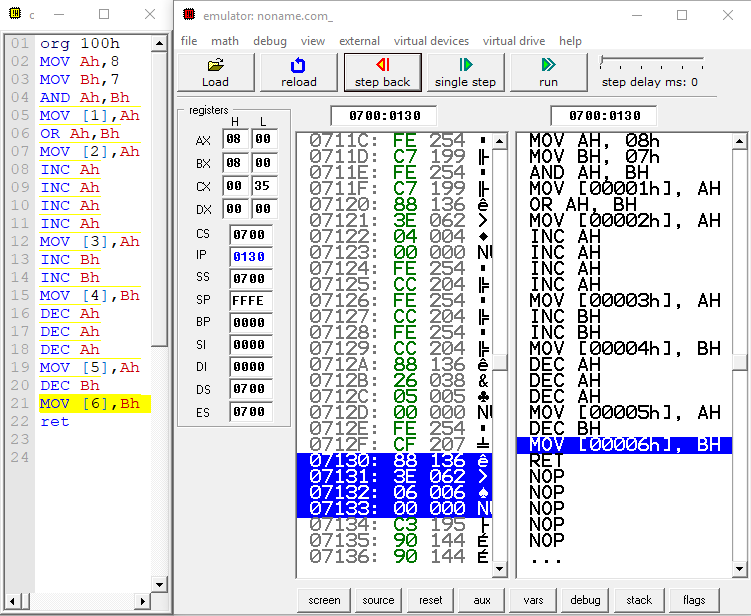 c
emulator: noname.com_
file math debug view external virtual devices virtual drive help
Load reload step back single step run step delay ms: 0
01 org 100h
02 MOV Ah,8
03 MOV Bh,7
04 AND Ah,Bh
05 MOV [1],Ah
06 OR Ah,Bh
07 MOV [2],Ah
08 INC Ah
09 INC Ah
10 INC Ah
11 INC Ah
12 MOV [3],Ah
13 INC Bh
14 INC Bh
15 MOV [4],Bh
16 DEC Ah
17 DEC Ah
18 DEC Ah
19 MOV [5],Ah
20 DEC Bh
21 MOV [6],Bh
22 ret
23
24
registers
H L
AX 08 00
BX 08 00
CX 00 35
DX 00 00
CS 0700
IP 0130
SS 0700
SP FFFE
BP 0000
SI 0000
DI 0000
DS 0700
ES 0700
0700:0130
0711C: FE 254 ▪
0711D: C7 199 ╟
0711E: FE 254 ▪
0711F: C7 199 ╟
07120: 88 136 ê
07121: 3E 062 >
07122: 04 004 ♦
07123: 00 000 NU
07124: FE 254 ▪
07125: CC 204 ╠
07126: FE 254 ▪
07127: CC 204 ╠
07128: FE 254 ▪
07129: CC 204 ╠
0712A: 88 136 ê
0712B: 26 038 &
0712C: 05 005 ♣
0712D: 00 000 NU
0712E: FE 254 ▪
0712F: CF 207 ╧
07130: 88 136 ê
07131: 3E 062 >
07132: 06 006 ♠
07133: 00 000 NU
07134: C3 195 ├
07135: 90 144 É
07136: 90 144 É
0700:0130
MOV AH, 08h
MOV BH, 07h
AND AH, BH
MOV [00001h], AH
OR AH, BH
MOV [00002h], AH
INC AH
INC AH
INC AH
INC AH
MOV [00003h], AH
INC BH
INC BH
MOV [00004h], BH
DEC AH
DEC AH
DEC AH
MOV [00005h], AH
DEC BH
MOV [00006h], BH
RET
NOP
NOP
NOP
NOP
NOP
...
screen source reset aux vars debug stack flags